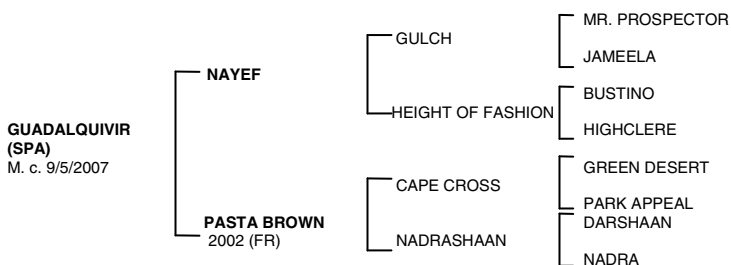 GUADALQUIVIR
(SPA)
M. c. 9/5/2007
NAYEF
PASTA BROWN
2002 (FR)
GULCH
HEIGHT OF FASHION
CAPE CROSS
NADRASHAAN
MR. PROSPECTOR
JAMEELA
BUSTINO
HIGHCLERE
GREEN DESERT
PARK APPEAL
DARSHAAN
NADRA